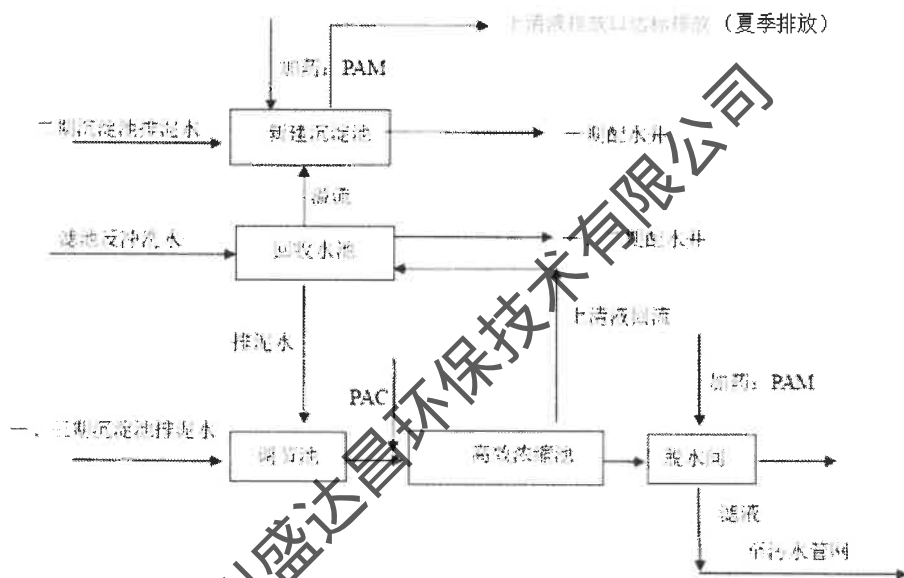 上清液排放口达标排放（夏季排放）
加药：PAM
二期沉淀池排泥水
新建沉淀池
一期配水井
溢流
滤池反冲洗水
回收水池
期配水井
上清液回流
排泥水
加药：PAM
PAC
一、三期沉淀池排泥水
调节池
高效浓缩池
脱水间
滤液
至污水管网
盛达昌环保技术有限公司